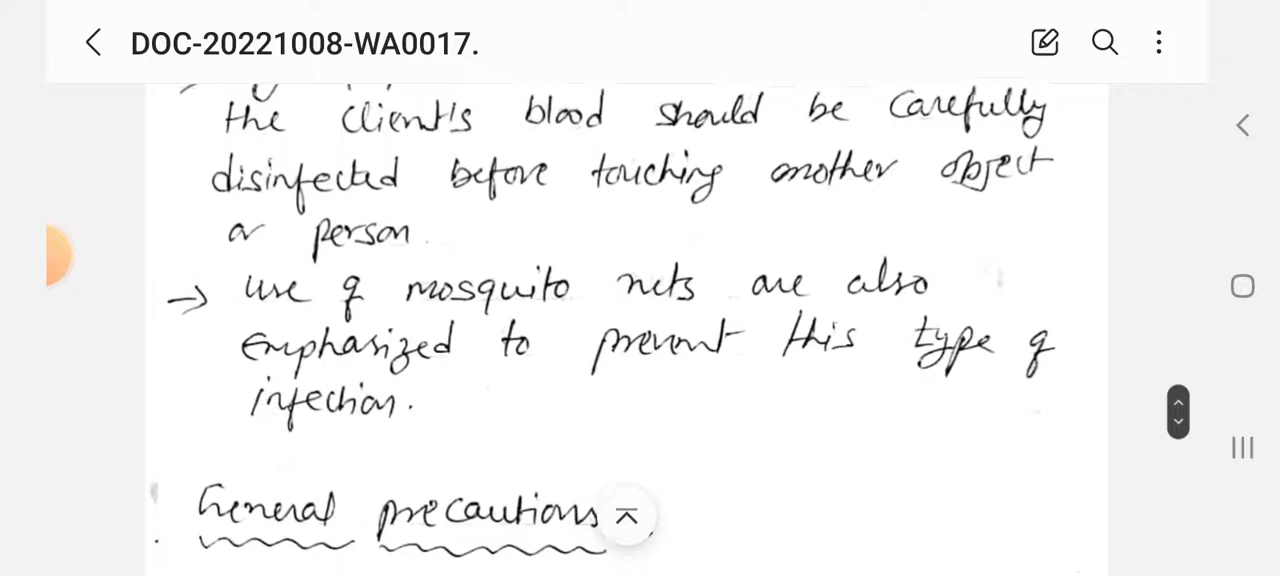 DOC-20221008-WA0017.
the client's blood should be carefully
disinfected before touching another object
or person.
→ use of mosquito nets are also
emphasized to prevent this type of
infection.
General precautions